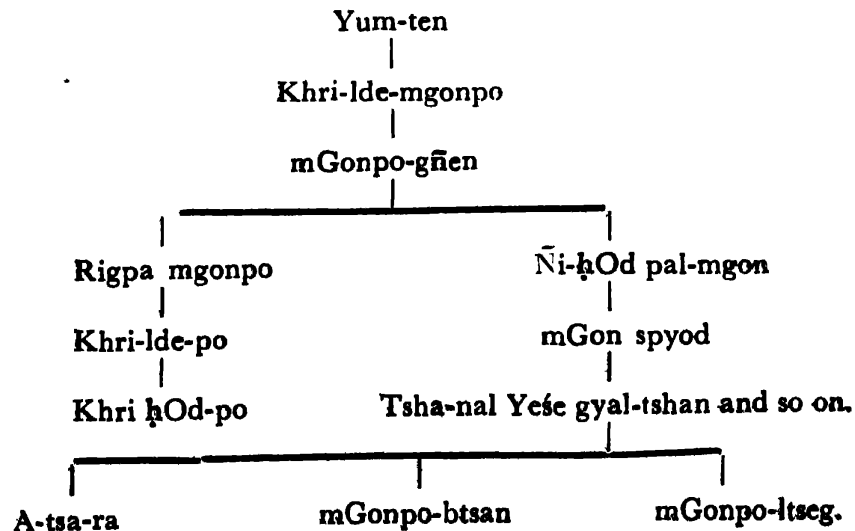 Yum-ten
Khri-lde-mgonpo
mGonpo-gñen
Rigpa mgonpo Ñi-ḥOd pal-mgon
Khri-lde-po mGon spyod
Khri ḥOd-po Tsha-nal Yeśe gyal-tshan and so on.
A-tsa-ra mGonpo-btsan mGonpo-ltseg.